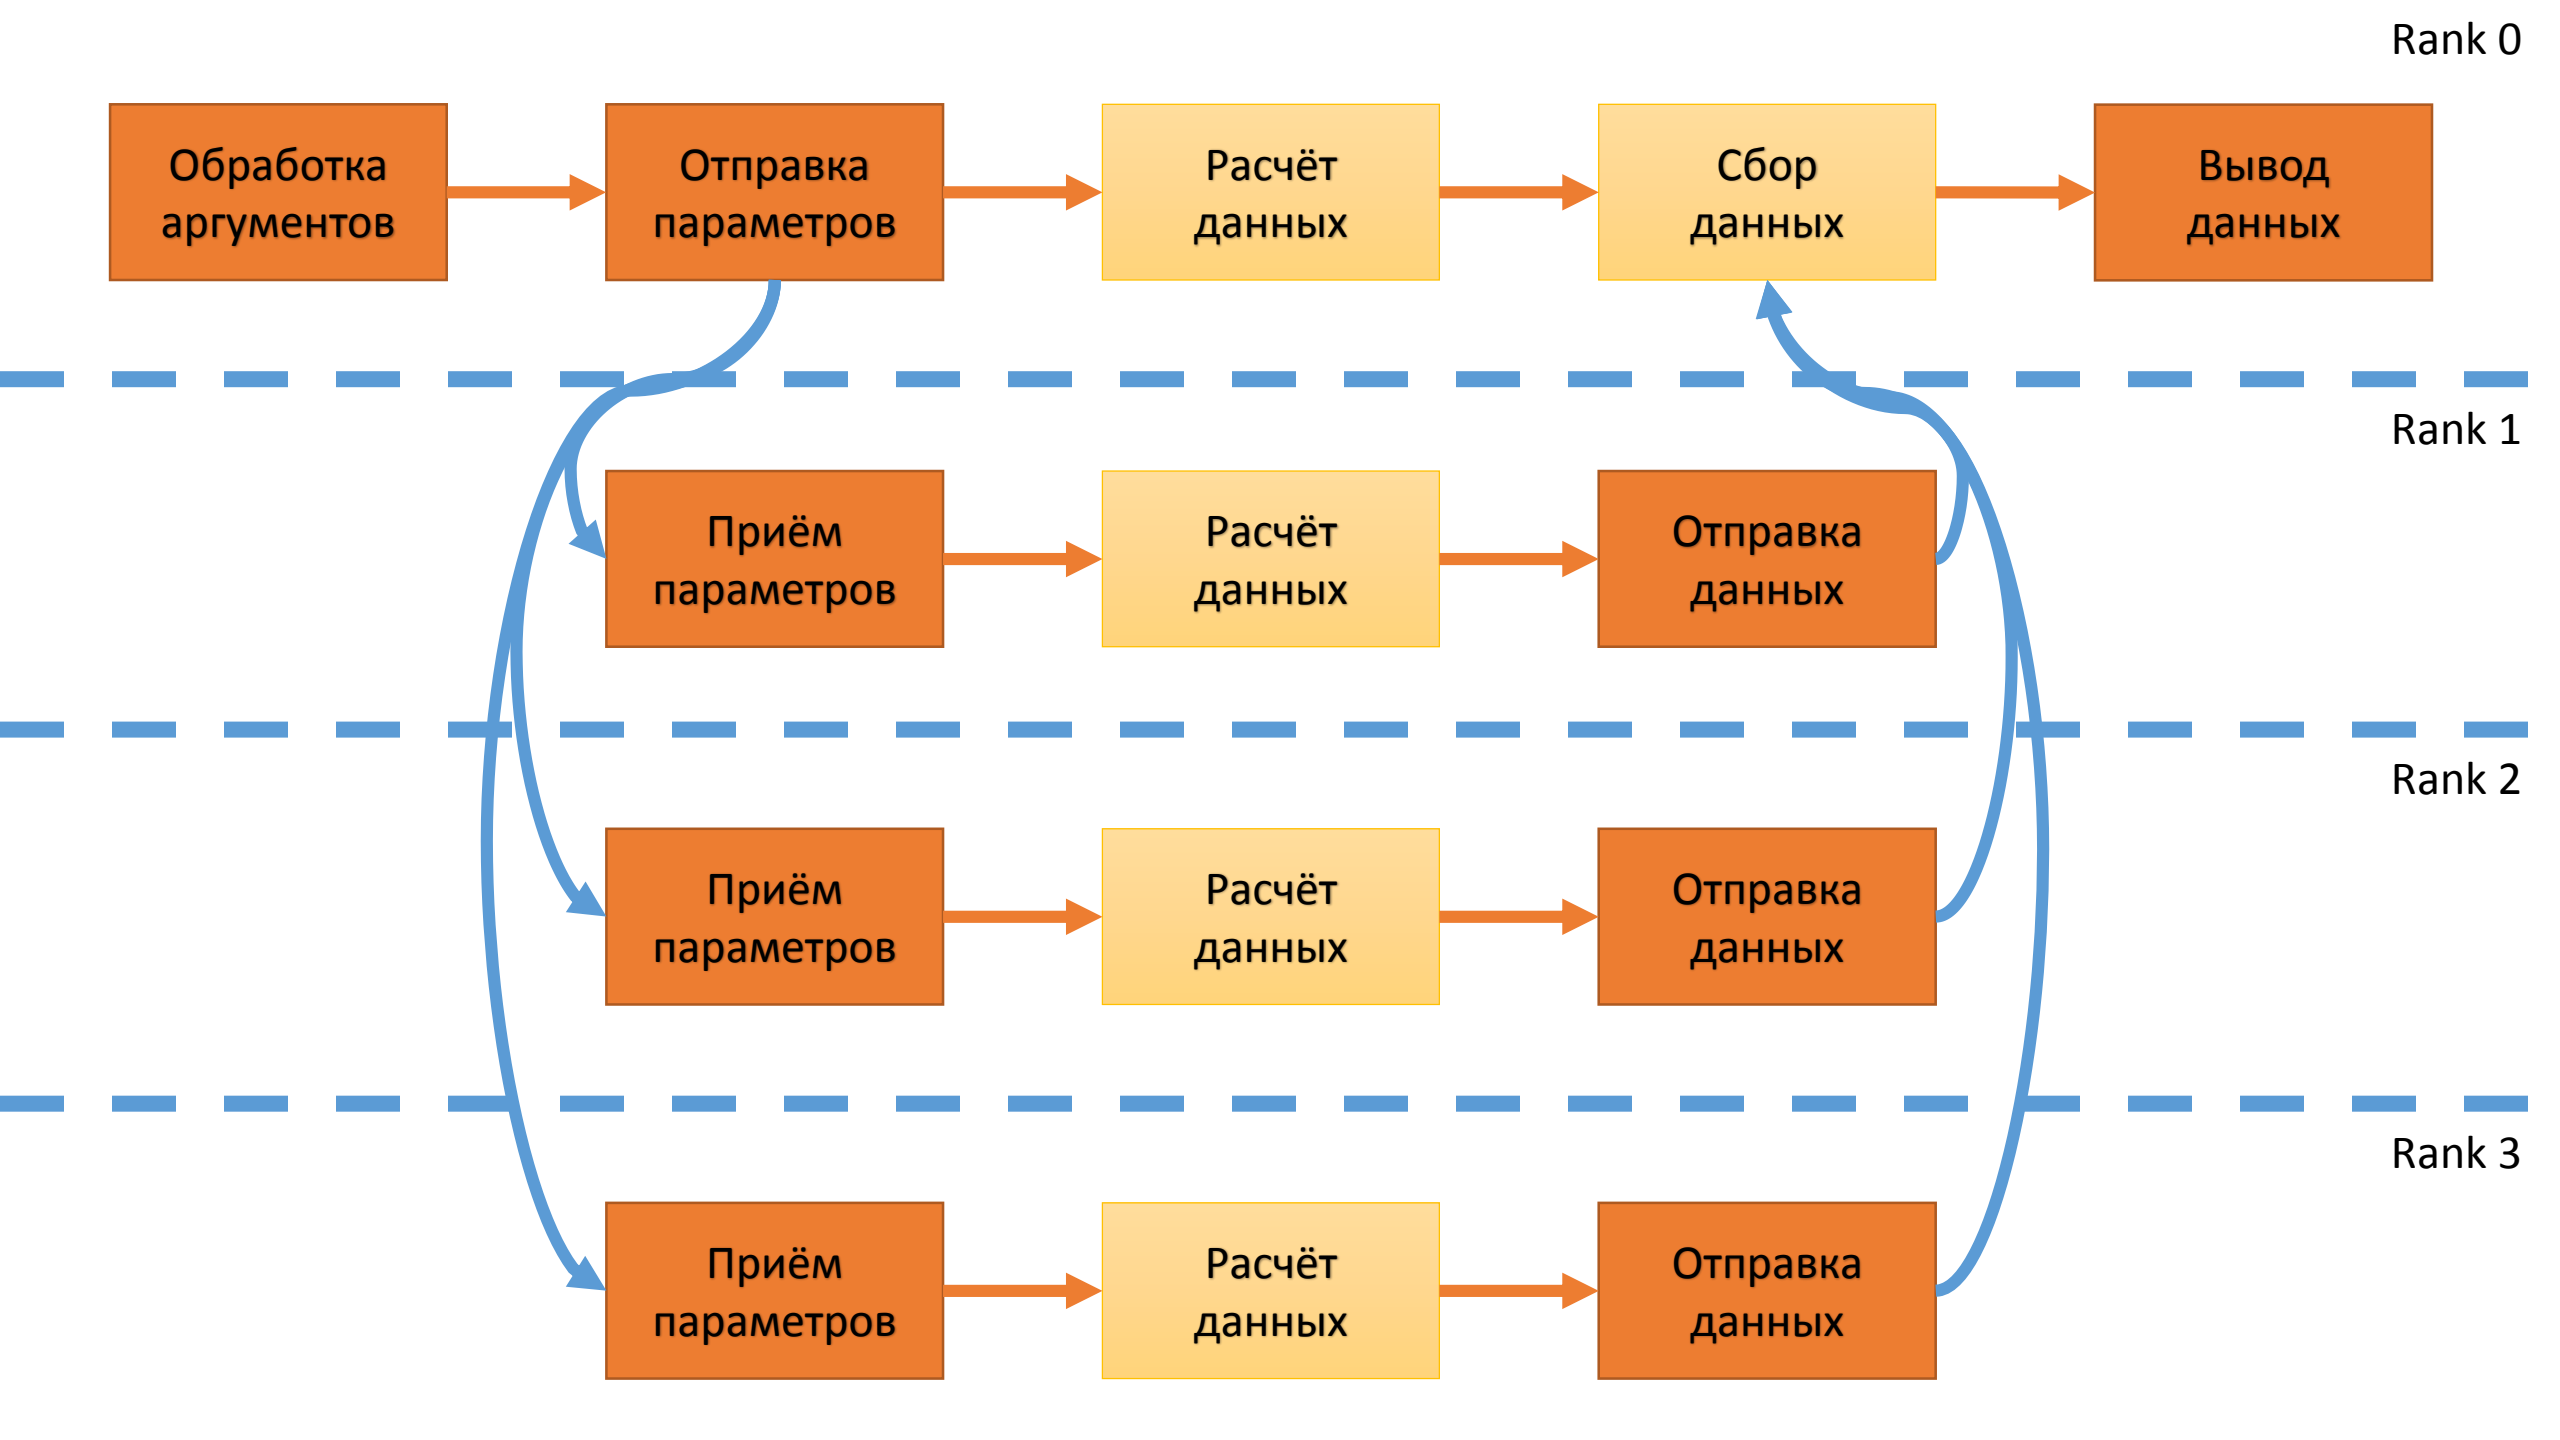 Rank 0
Обработка
аргументов
Отправка
параметров
Расчёт
данных
Сбор
данных
Вывод
данных
Rank 1
Приём
параметров
Расчёт
данных
Отправка
данных
Rank 2
Приём
параметров
Расчёт
данных
Отправка
данных
Rank 3
Приём
параметров
Расчёт
данных
Отправка
данных